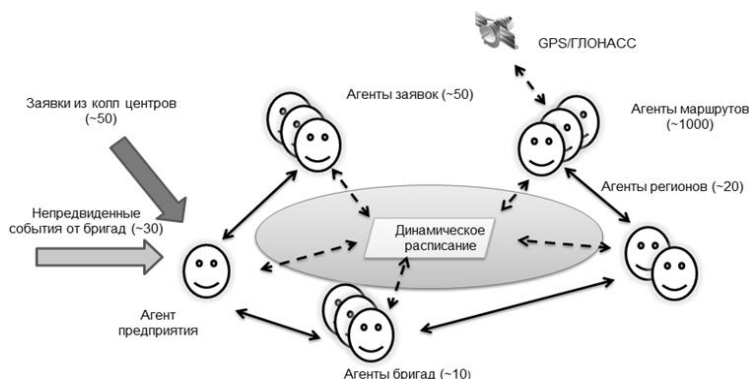 GPS/ГЛОНАСС
Заявки из колл центров
(~50)
Агенты заявок (~50)
Агенты маршрутов
(~1000)
Агенты регионов (~20)
Непредвиденные
события от бригад (~30)
Динамическое
расписание
Агент
предприятия
Агенты бригад (~10)